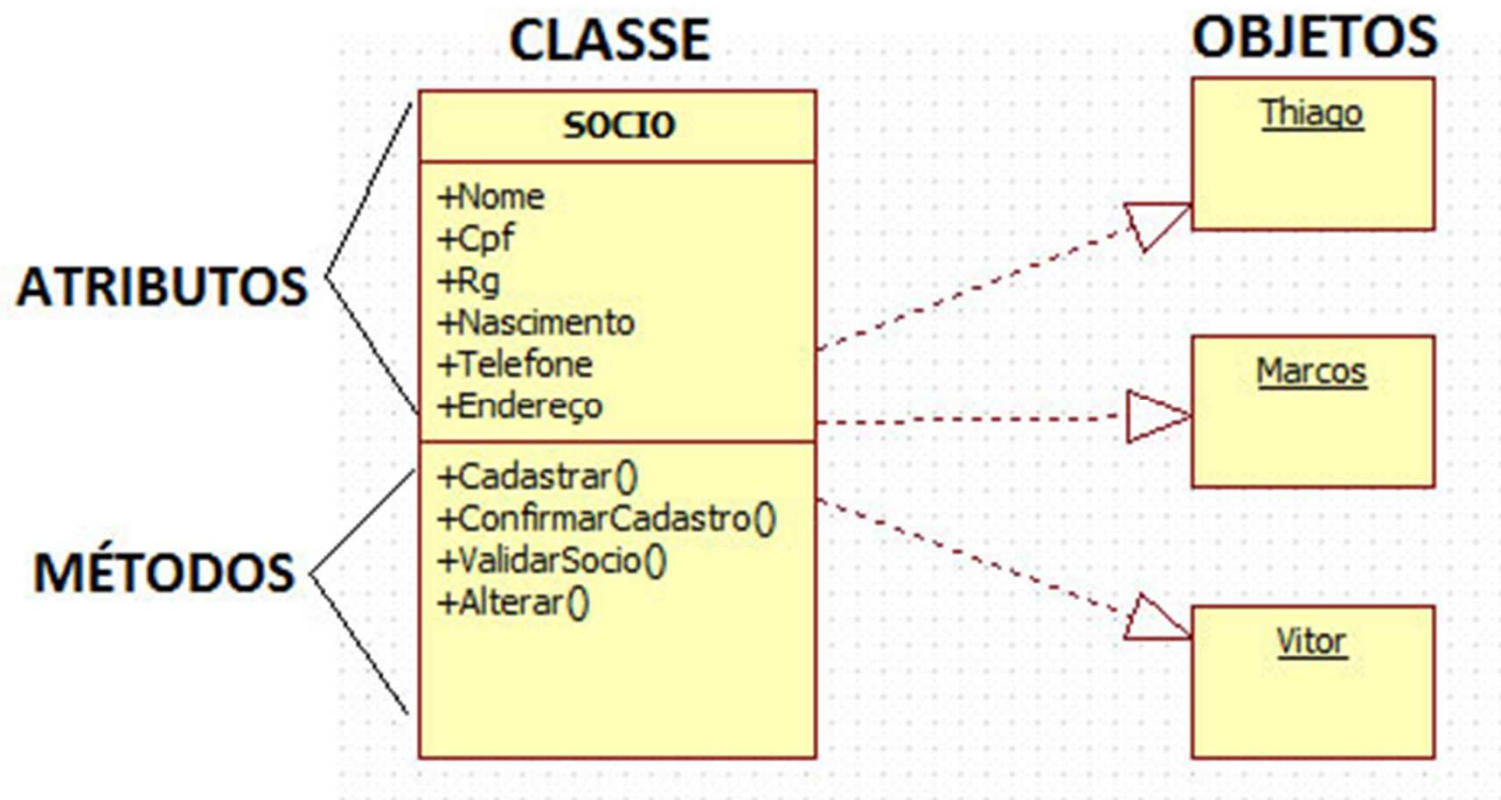 CLASSE
OBJETOS
SOCIO
ATRIBUTOS
+Nome
+Cpf
+Rg
+Nascimento
+Telefone
+Endereço
MÉTODOS
+Cadastrar()
+ConfirmarCadastro()
+ValidarSocio()
+Alterar()
Thiago
Marcos
Vitor